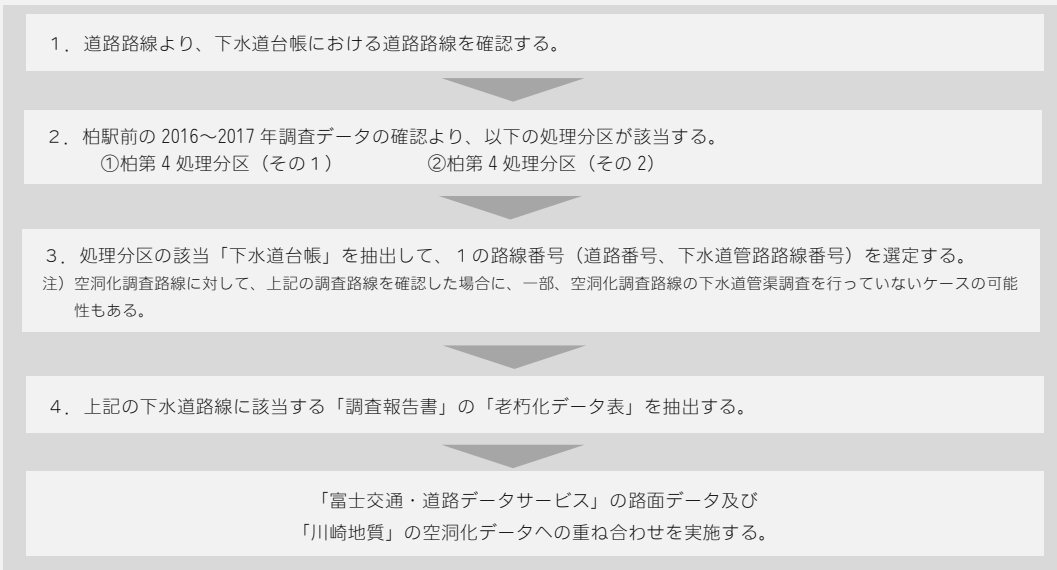 １．道路路線より、下水道台帳における道路路線を確認する。
２．柏駅前の 2016～2017 年調査データの確認より、以下の処理分区が該当する。
①柏第 4 処理分区（その１） ②柏第 4 処理分区（その 2）
３．処理分区の該当「下水道台帳」を抽出して、１の路線番号（道路番号、下水道管路路線番号）を選定する。
注）空洞化調査路線に対して、上記の調査路線を確認した場合に、一部、空洞化調査路線の下水道管渠調査を行っていないケースの可能
性もある。
４．上記の下水道路線に該当する「調査報告書」の「老朽化データ表」を抽出する。
「富士交通・道路データサービス」の路面データ及び
「川崎地質」の空洞化データへの重ね合わせを実施する。